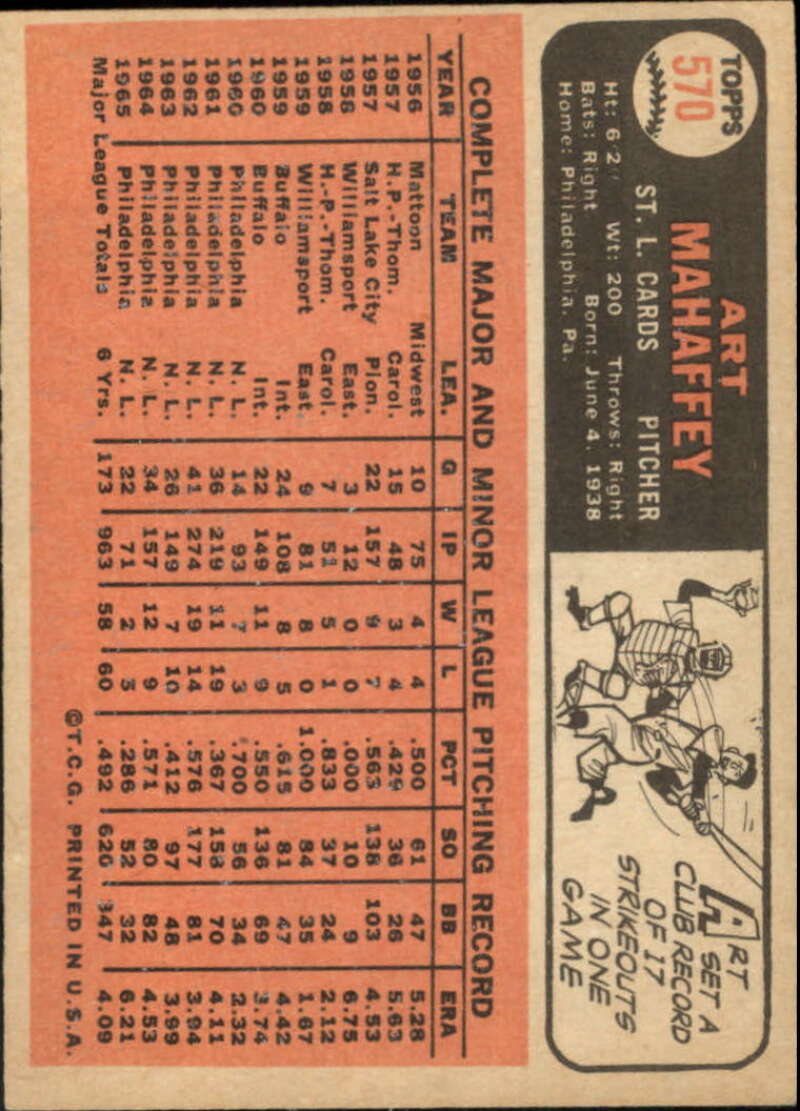 TOPPS
570
ART
MAHAFFEY
ST. L. CARDS PITCHER
Ht: 6'2" Wt: 200 Throws: Right
Bats: Right Born: June 4, 1938
Home: Philadelphia, Pa.
ART
SET A
CLUB RECORD
OF 17
STRIKEOUTS
IN ONE
GAME
COMPLETE MAJOR AND MINOR LEAGUE PITCHING RECORD
YEAR TEAM LEA. G IP W L PCT SO BB ERA
1956 Mattoon Midwest 10 75 4 4 .500 61 47 5.28
1957 H.P.-Thom. Carol. 15 48 3 4 .429 36 26 5.63
1957 Salt Lake City Pion. 22 157 9 7 .563 138 103 4.53
1958 Williamsport East. 3 12 0 0 .000 10 9 6.75
1958 H.-P.-Thom. Carol. 7 51 5 1 .833 37 24 2.12
1959 Williamsport East. 9 81 8 0 1.000 84 35 1.67
1959 Buffalo Int. 24 108 8 5 .615 81 47 4.42
1960 Buffalo Int. 22 149 11 9 .550 136 69 3.74
1960 Philadelphia N. L. 14 93 7 3 .700 56 34 2.32
1961 Philadelphia N. L. 36 219 11 19 .367 158 70 4.11
1962 Philadelphia N. L. 41 274 19 14 .576 177 81 3.94
1963 Philadelphia N. L. 26 149 7 10 .412 97 48 3.99
1964 Philadelphia N. L. 34 157 12 9 .571 80 82 4.53
1965 Philadelphia N. L. 22 71 2 5 .286 52 32 6.21
Major League Totals 6 Yrs. 173 963 58 60 .492 620 347 4.09
©T.C.G. PRINTED IN U.S.A.